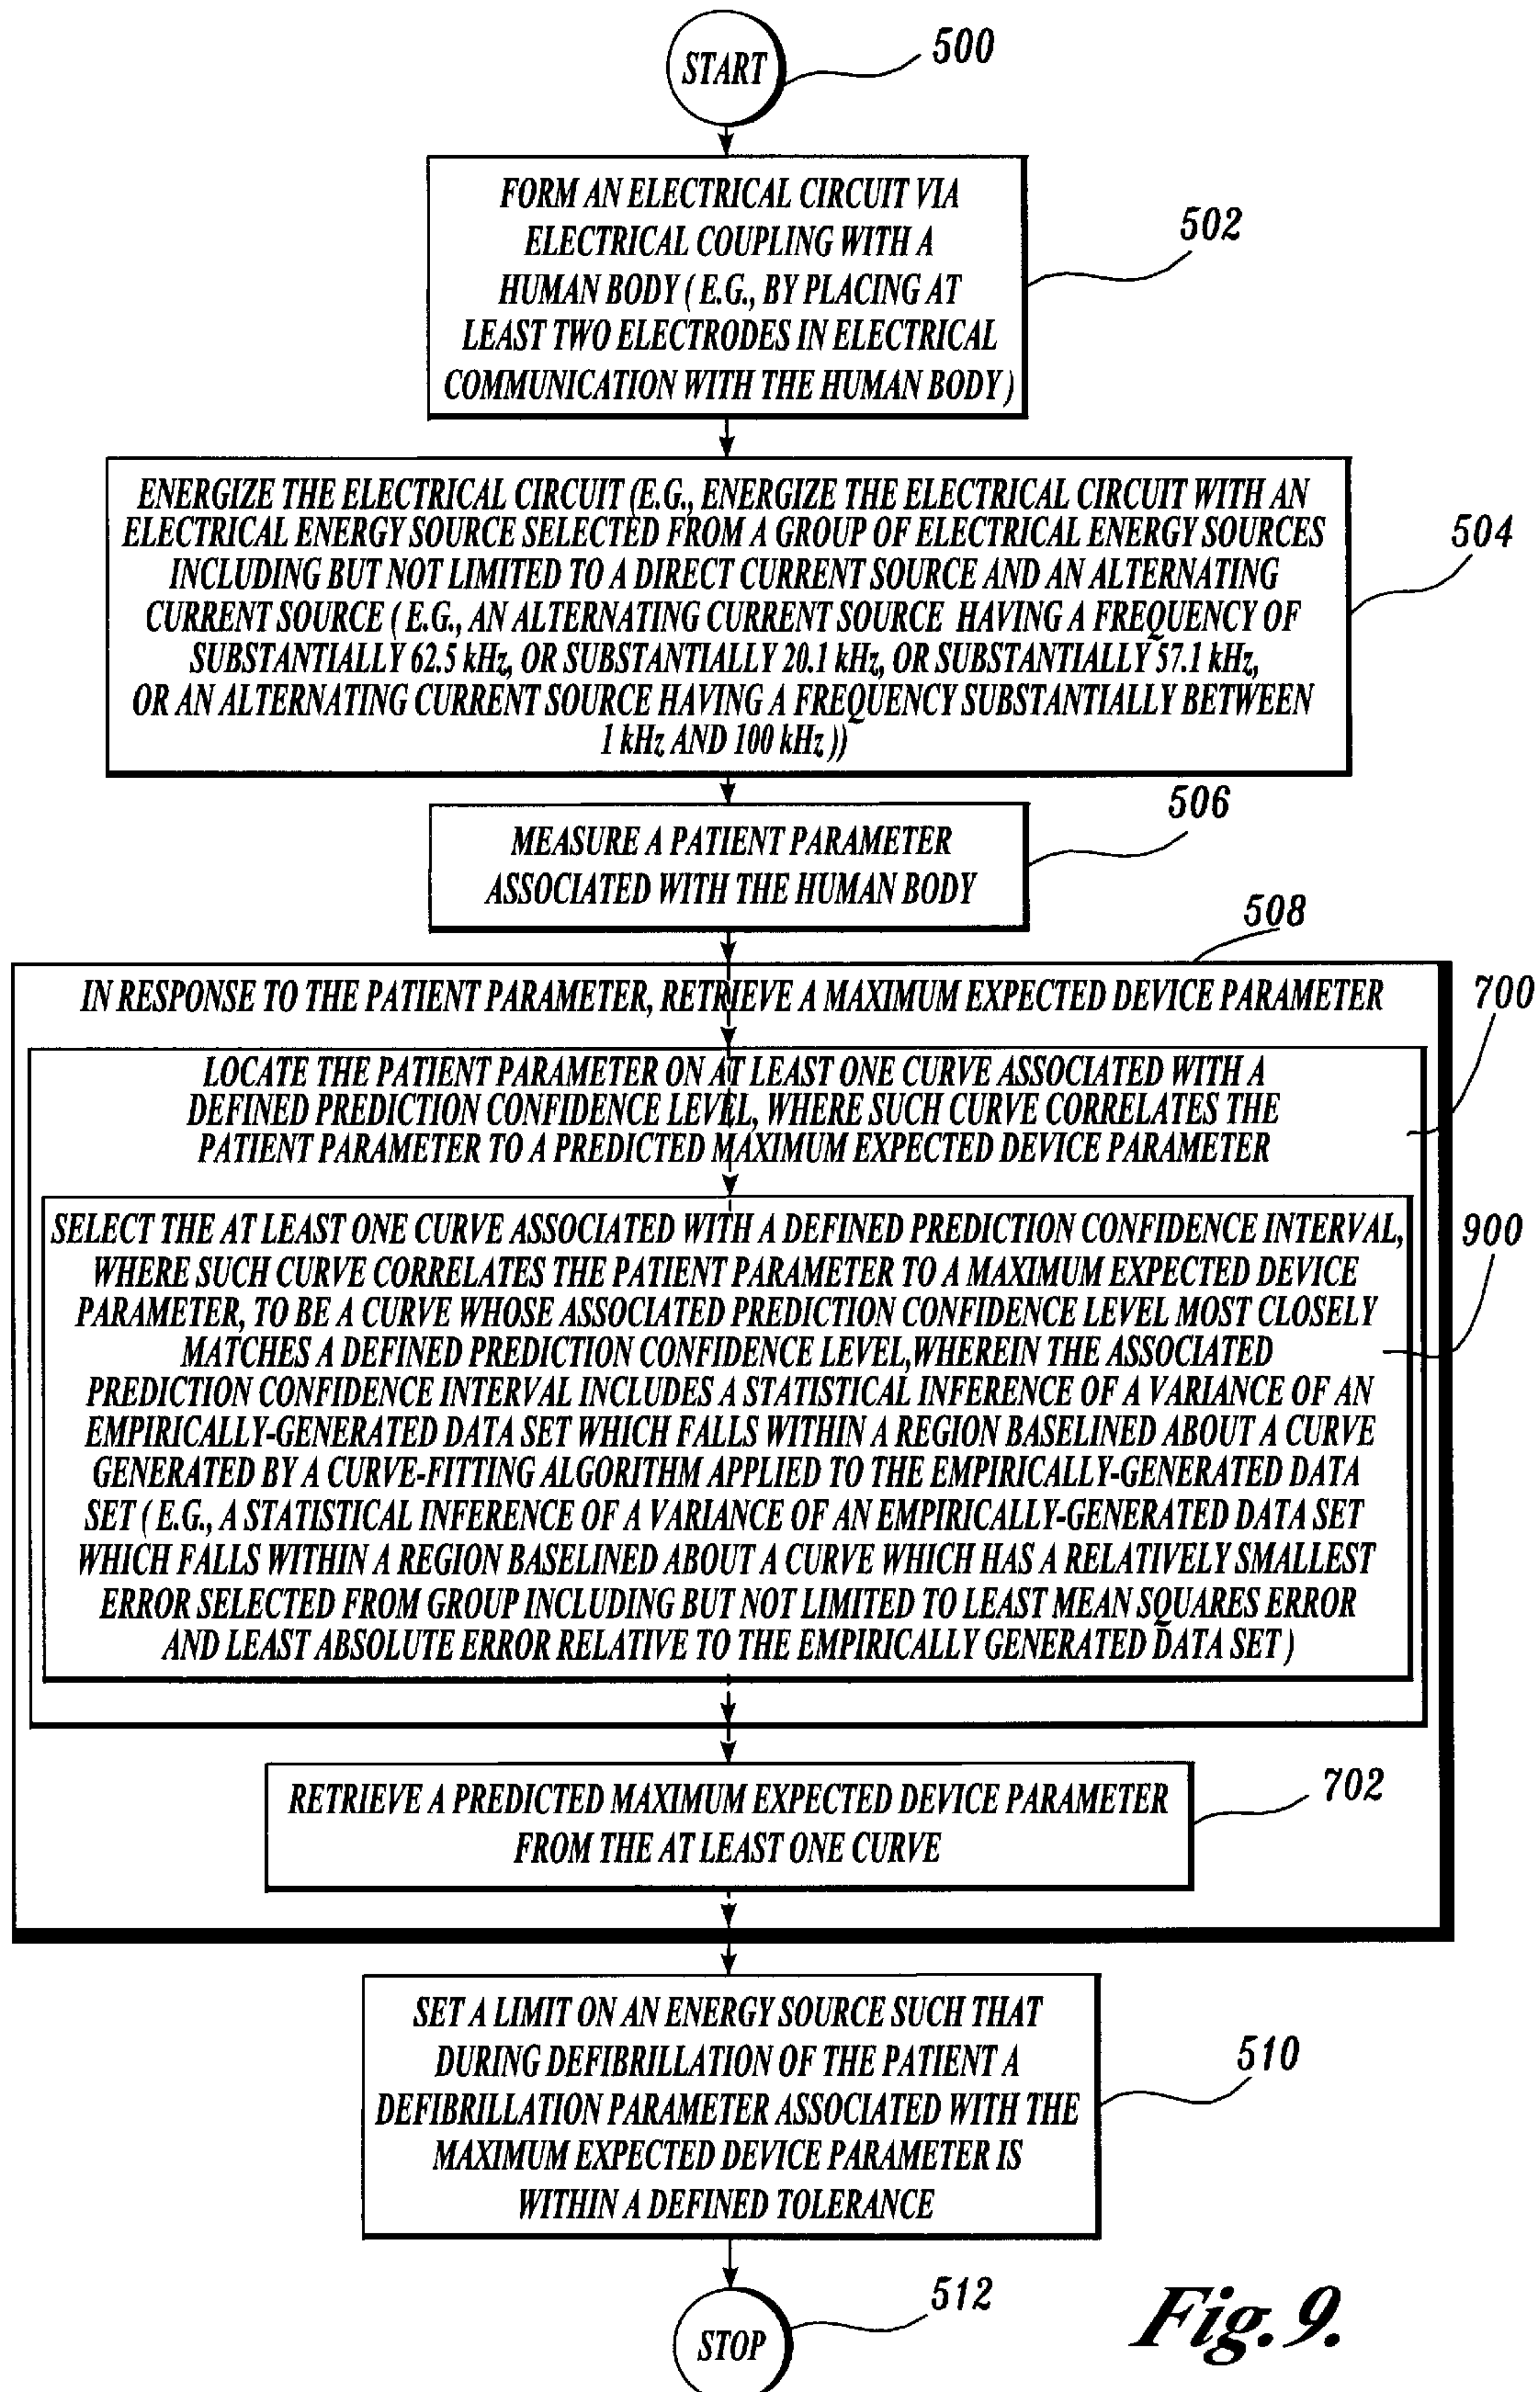 START
500
FORM AN ELECTRICAL CIRCUIT VIA
ELECTRICAL COUPLING WITH A
HUMAN BODY ( E.G., BY PLACING AT
LEAST TWO ELECTRODES IN ELECTRICAL
COMMUNICATION WITH THE HUMAN BODY )
502
ENERGIZE THE ELECTRICAL CIRCUIT (E.G., ENERGIZE THE ELECTRICAL CIRCUIT WITH AN
ELECTRICAL ENERGY SOURCE SELECTED FROM A GROUP OF ELECTRICAL ENERGY SOURCES
INCLUDING BUT NOT LIMITED TO A DIRECT CURRENT SOURCE AND AN ALTERNATING
CURRENT SOURCE ( E.G., AN ALTERNATING CURRENT SOURCE HAVING A FREQUENCY OF
SUBSTANTIALLY 62.5 kHz, OR SUBSTANTIALLY 20.1 kHz, OR SUBSTANTIALLY 57.1 kHz,
OR AN ALTERNATING CURRENT SOURCE HAVING A FREQUENCY SUBSTANTIALLY BETWEEN
1 kHz AND 100 kHz ))
504
MEASURE A PATIENT PARAMETER
ASSOCIATED WITH THE HUMAN BODY
506
508
IN RESPONSE TO THE PATIENT PARAMETER, RETRIEVE A MAXIMUM EXPECTED DEVICE PARAMETER
LOCATE THE PATIENT PARAMETER ON AT LEAST ONE CURVE ASSOCIATED WITH A
DEFINED PREDICTION CONFIDENCE LEVEL, WHERE SUCH CURVE CORRELATES THE
PATIENT PARAMETER TO A PREDICTED MAXIMUM EXPECTED DEVICE PARAMETER
700
SELECT THE AT LEAST ONE CURVE ASSOCIATED WITH A DEFINED PREDICTION CONFIDENCE INTERVAL,
WHERE SUCH CURVE CORRELATES THE PATIENT PARAMETER TO A MAXIMUM EXPECTED DEVICE
PARAMETER, TO BE A CURVE WHOSE ASSOCIATED PREDICTION CONFIDENCE LEVEL MOST CLOSELY
MATCHES A DEFINED PREDICTION CONFIDENCE LEVEL,WHEREIN THE ASSOCIATED
PREDICTION CONFIDENCE INTERVAL INCLUDES A STATISTICAL INFERENCE OF A VARIANCE OF AN
EMPIRICALLY-GENERATED DATA SET WHICH FALLS WITHIN A REGION BASELINED ABOUT A CURVE
GENERATED BY A CURVE-FITTING ALGORITHM APPLIED TO THE EMPIRICALLY-GENERATED DATA
SET ( E.G., A STATISTICAL INFERENCE OF A VARIANCE OF AN EMPIRICALLY-GENERATED DATA SET
WHICH FALLS WITHIN A REGION BASELINED ABOUT A CURVE WHICH HAS A RELATIVELY SMALLEST
ERROR SELECTED FROM GROUP INCLUDING BUT NOT LIMITED TO LEAST MEAN SQUARES ERROR
AND LEAST ABSOLUTE ERROR RELATIVE TO THE EMPIRICALLY GENERATED DATA SET )
900
RETRIEVE A PREDICTED MAXIMUM EXPECTED DEVICE PARAMETER
FROM THE AT LEAST ONE CURVE
702
SET A LIMIT ON AN ENERGY SOURCE SUCH THAT
DURING DEFIBRILLATION OF THE PATIENT A
DEFIBRILLATION PARAMETER ASSOCIATED WITH THE
MAXIMUM EXPECTED DEVICE PARAMETER IS
WITHIN A DEFINED TOLERANCE
510
STOP
512
Fig. 9.